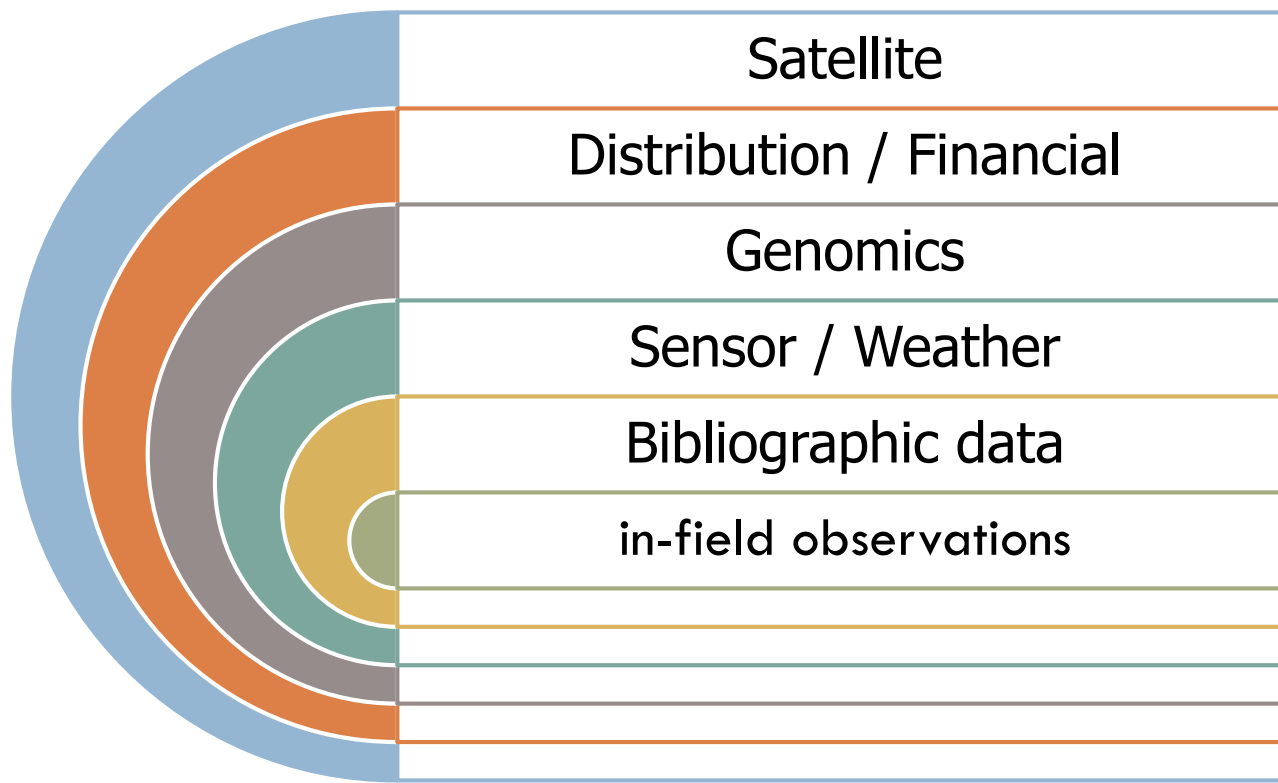 Satellite
Distribution / Financial
Genomics
Sensor / Weather
Bibliographic data
in-field observations